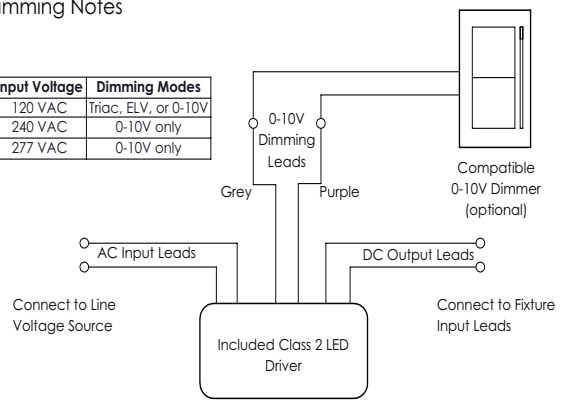 imming Notes
nput Voltage Dimming Modes
120 VAC Triac, ELV, or 0-10V
240 VAC 0-10V only
277 VAC 0-10V only
0-10V
Dimming
Leads
Grey
Purple
Compatible
0-10V Dimmer
(optional)
AC Input Leads
DC Output Leads
Connect to Line
Voltage Source
Connect to Fixture
Input Leads
Included Class 2 LED
Driver